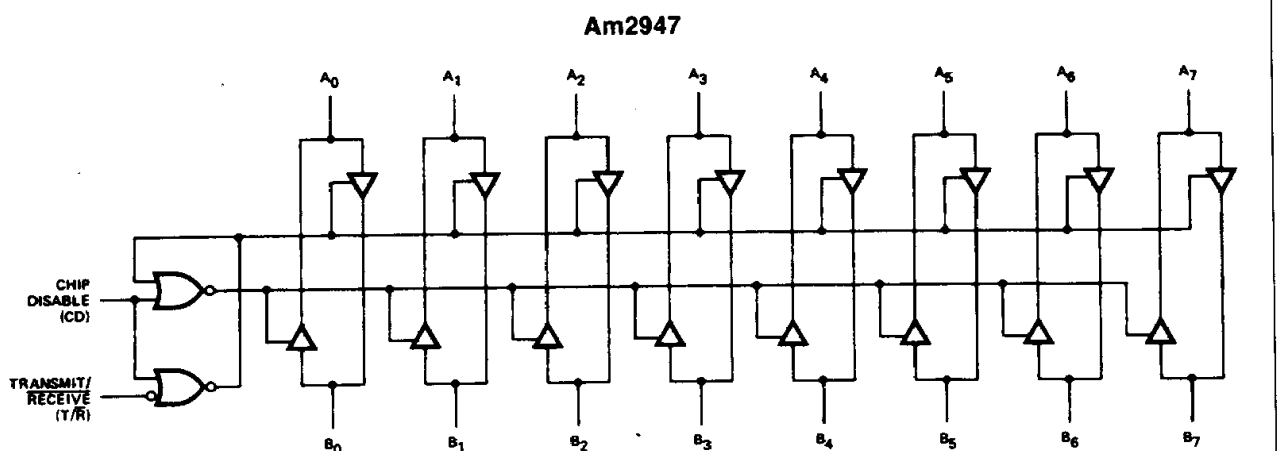 Am2947
A0 A1 A2 A3 A4 A5 A6 A7
CHIP
DISABLE
(CD)
TRANSMIT/
RECEIVE
(T/R̅)
B0 B1 B2 B3 B4 B5 B6 B7